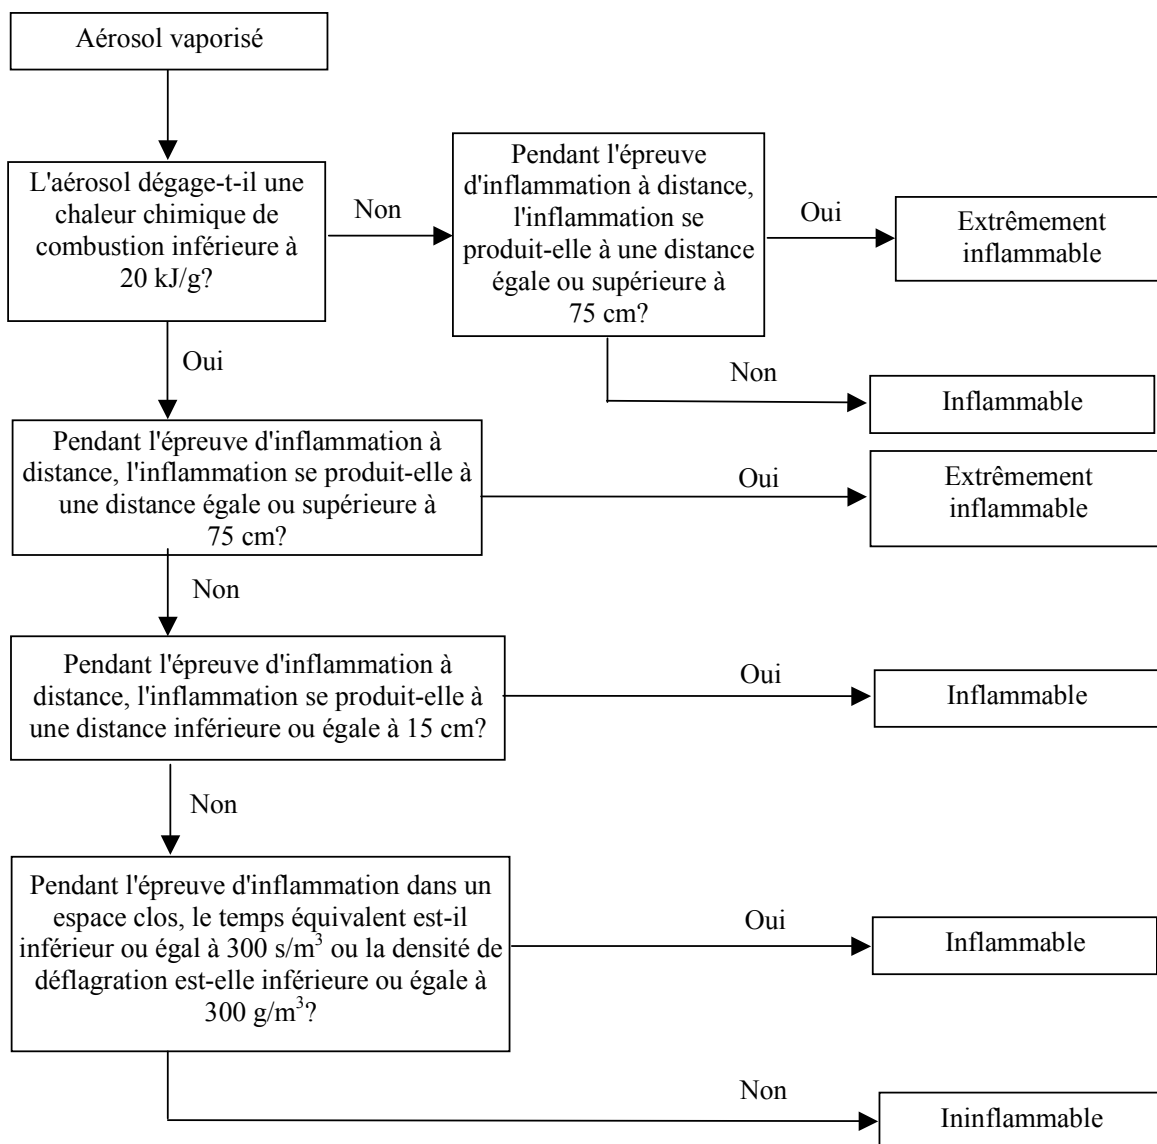 Aérosol vaporisé
L'aérosol dégage-t-il une
chaleur chimique de
combustion inférieure à
20 kJ/g?
Non
Pendant l'épreuve
d'inflammation à distance,
l'inflammation se
produit-elle à une distance
égale ou supérieure à
75 cm?
Oui
Extrêmement
inflammable
Oui
Non
Inflammable
Pendant l'épreuve d'inflammation à
distance, l'inflammation se produit-elle à
une distance égale ou supérieure à
75 cm?
Oui
Extrêmement
inflammable
Non
Pendant l'épreuve d'inflammation à
distance, l'inflammation se produit-elle à
une distance inférieure ou égale à 15 cm?
Oui
Inflammable
Non
Pendant l'épreuve d'inflammation dans un
espace clos, le temps équivalent est-il
inférieur ou égal à 300 s/m³ ou la densité de
déflagration est-elle inférieure ou égale à
300 g/m³?
Oui
Inflammable
Non
Ininflammable